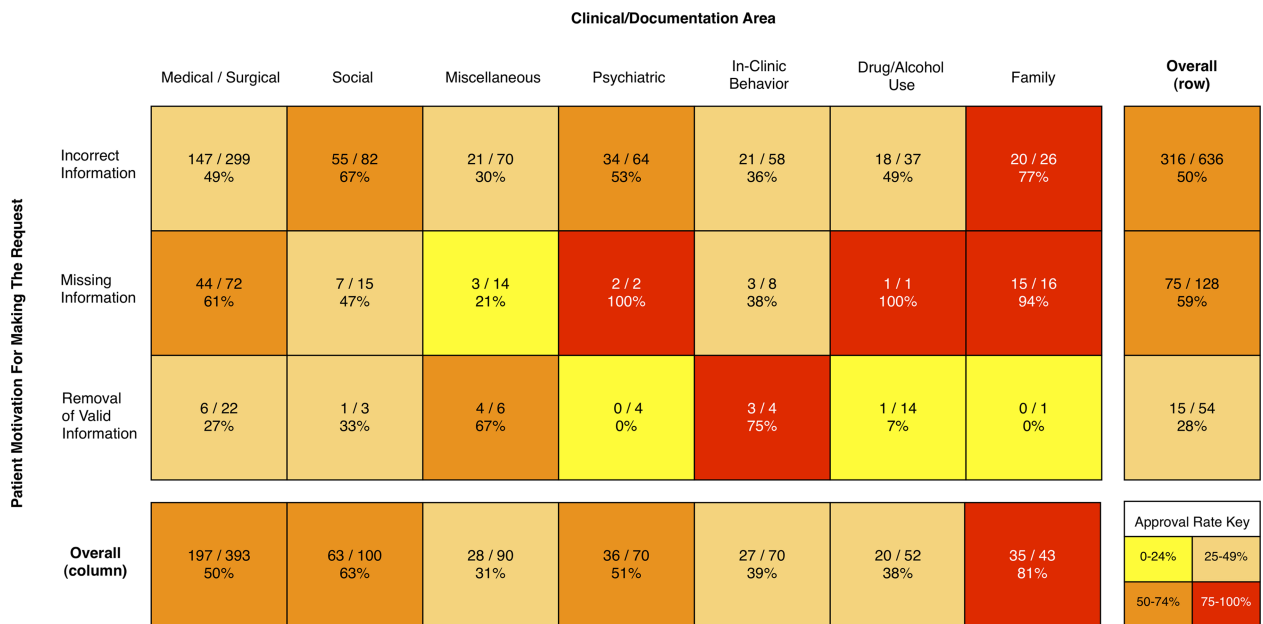 Clinical/Documentation Area
Medical / Surgical
Social
Miscellaneous
Psychiatric
In-Clinic
Behavior
Drug/Alcohol
Use
Family
Overall
(row)
Patient Motivation For Making The Request
Incorrect
Information
147 / 299
49%
55 / 82
67%
21 / 70
30%
34 / 64
53%
21 / 58
36%
18 / 37
49%
20 / 26
77%
316 / 636
50%
Missing
Information
44 / 72
61%
7 / 15
47%
3 / 14
21%
2 / 2
100%
3 / 8
38%
1 / 1
100%
15 / 16
94%
75 / 128
59%
Removal
of Valid
Information
6 / 22
27%
1 / 3
33%
4 / 6
67%
0 / 4
0%
3 / 4
75%
1 / 14
7%
0 / 1
0%
15 / 54
28%
Overall
(column)
197 / 393
50%
63 / 100
63%
28 / 90
31%
36 / 70
51%
27 / 70
39%
20 / 52
38%
35 / 43
81%
Approval Rate Key
0-24%
25-49%
50-74%
75-100%